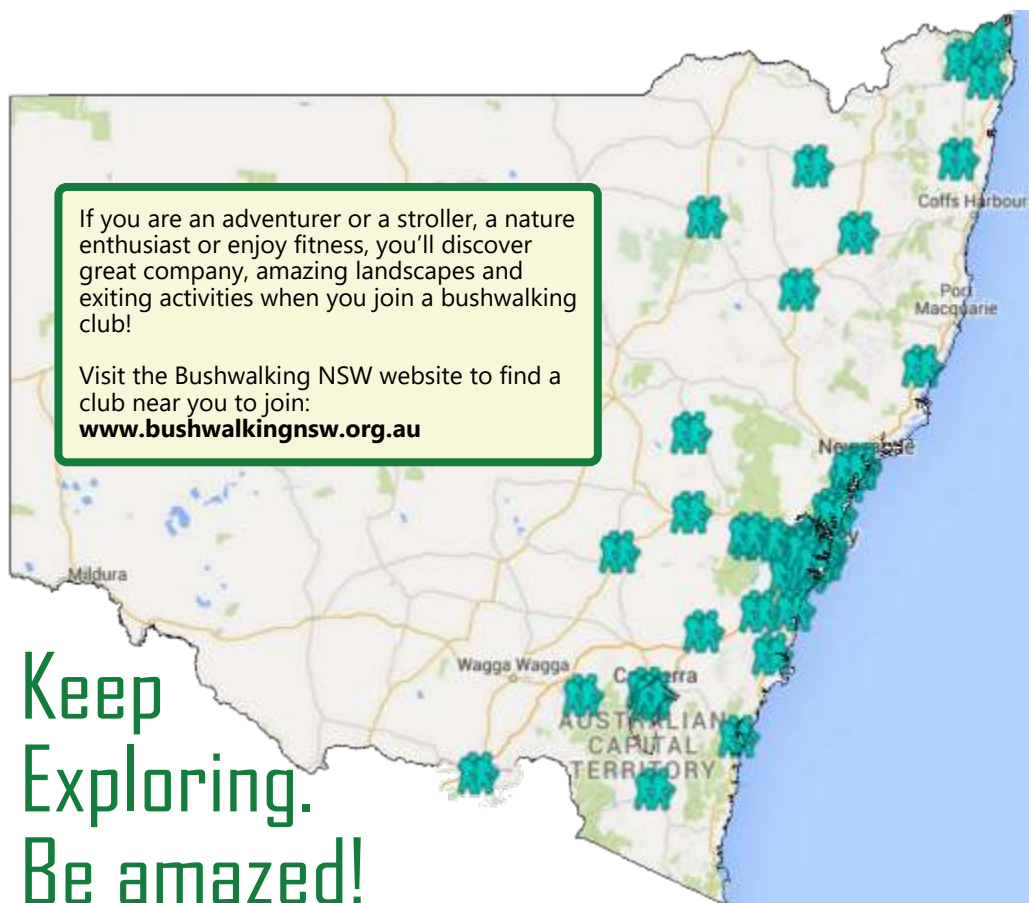 If you are an adventurer or a stroller, a nature
enthusiast or enjoy fitness, you'll discover
great company, amazing landscapes and
exiting activities when you join a bushwalking
club!
Visit the Bushwalking NSW website to find a
club near you to join:
www.bushwalkingnsw.org.au
Coffs Harbour
Port
Macquarie
Newcastle
Mildura
Wagga Wagga
Canberra
AUSTRALIAN
CAPITAL
TERRITORY
Keep
Exploring.
Be amazed!